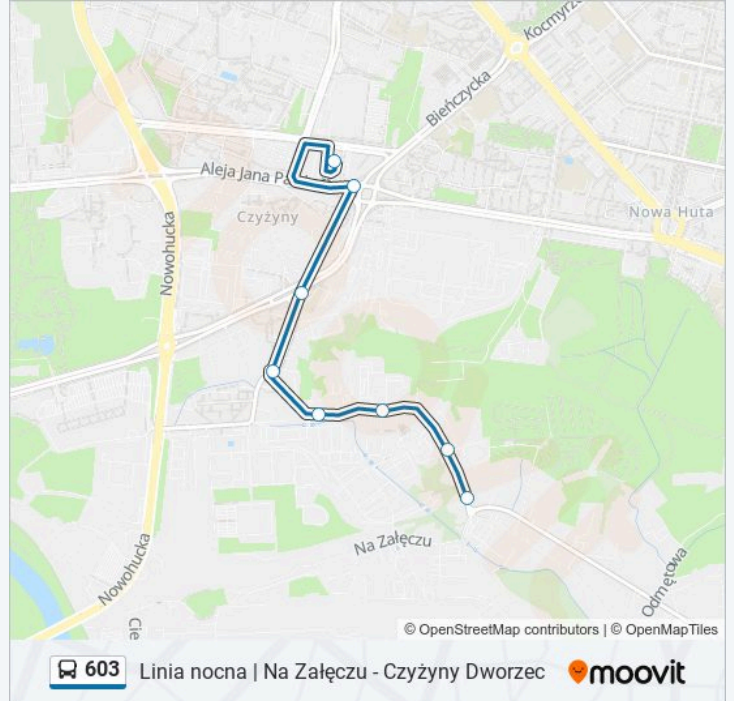 Kocmyrz
Bieńczycka
Aleja Jana Pa
Nowa Huta
Czyżyny
Nowohucka
Na Załęczu
Nowohucka
Odmętowa
Cie
© OpenStreetMap contributors | © OpenMapTiles
603 Linia nocna | Na Załęczu - Czyżyny Dworzec moovit